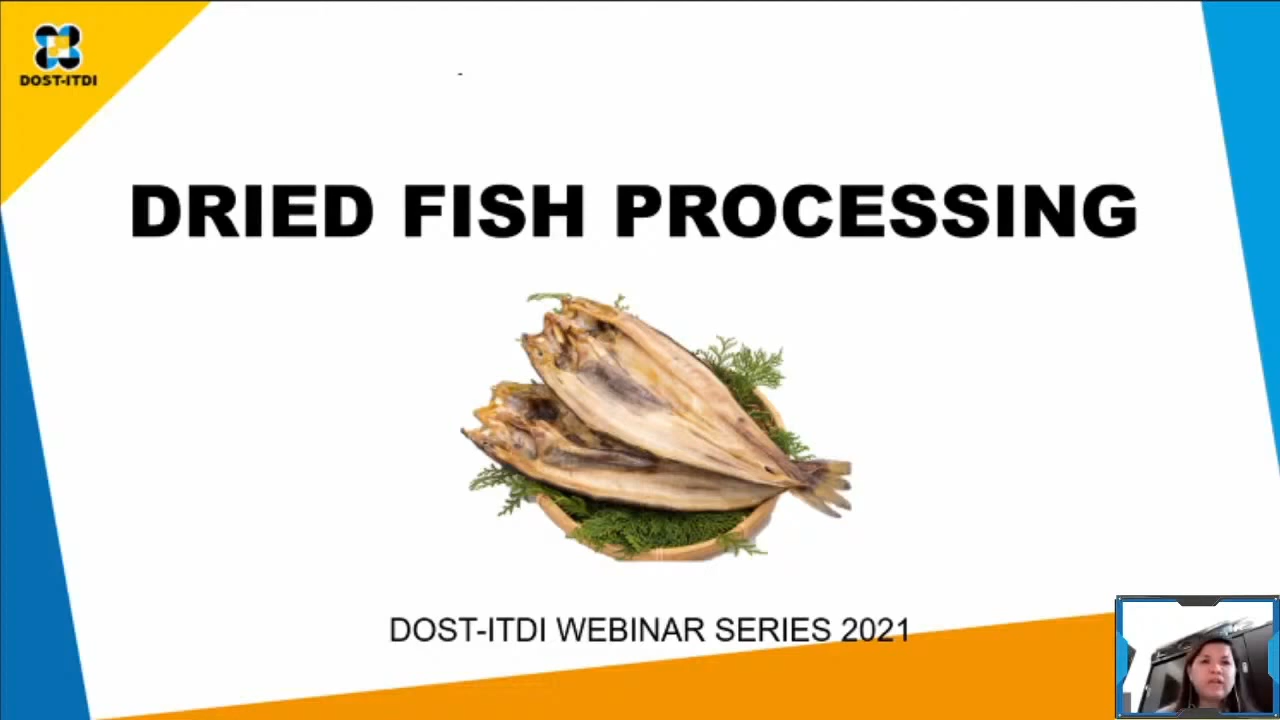 DOST-ITDI
DRIED FISH PROCESSING
DOST-ITDI WEBINAR SERIES 2021